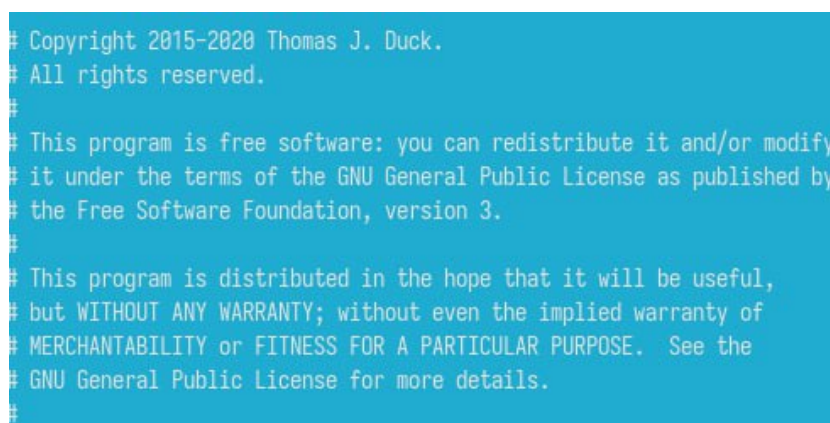 # Copyright 2015-2020 Thomas J. Duck.
# All rights reserved.
#
# This program is free software: you can redistribute it and/or modify
# it under the terms of the GNU General Public License as published by
# the Free Software Foundation, version 3.
#
# This program is distributed in the hope that it will be useful,
# but WITHOUT ANY WARRANTY; without even the implied warranty of
# MERCHANTABILITY or FITNESS FOR A PARTICULAR PURPOSE.  See the
# GNU General Public License for more details.
#